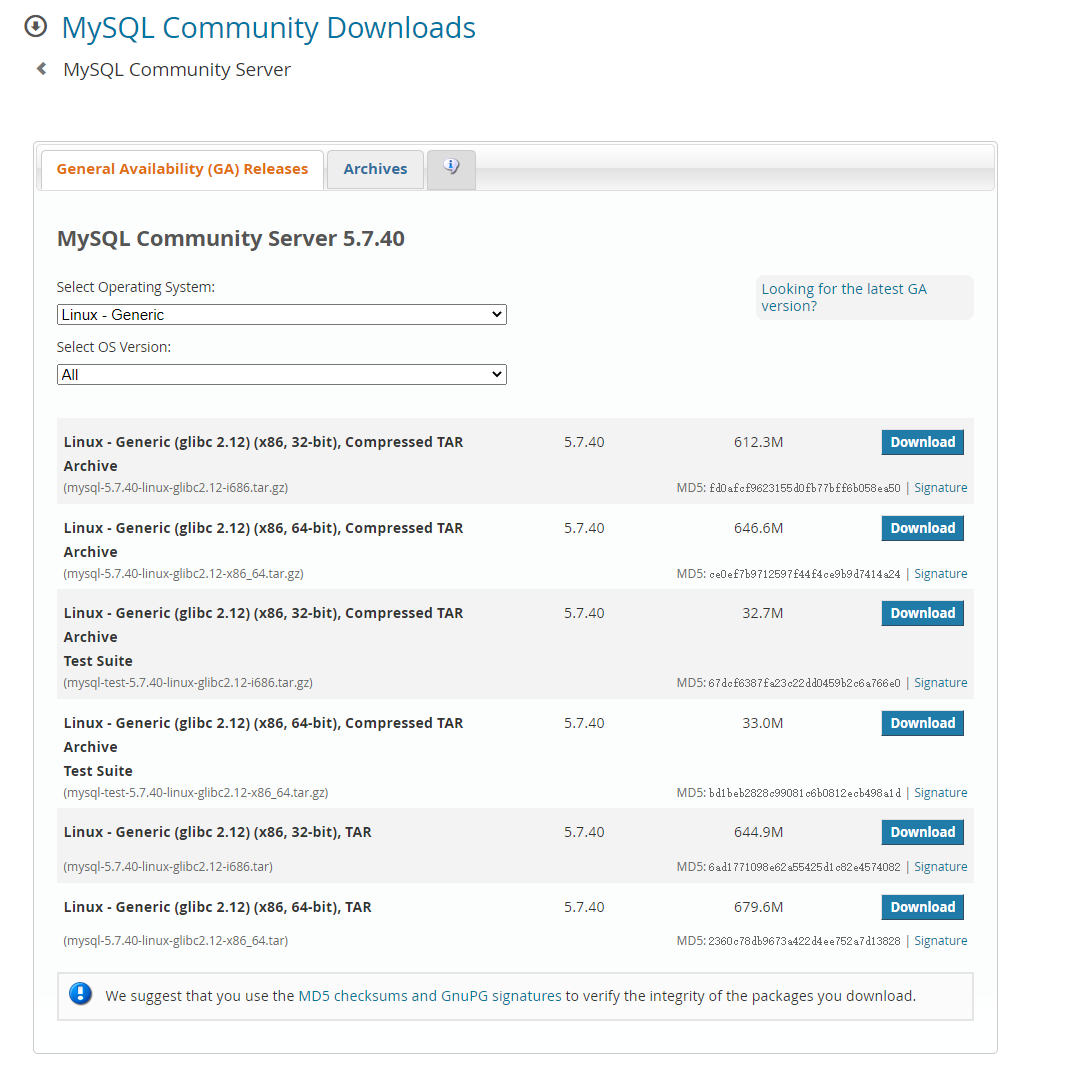 MySQL Community Downloads
MySQL Community Server
General Availability (GA) Releases
Archives
MySQL Community Server 5.7.40
Select Operating System:
Looking for the latest GA
version?
Linux - Generic
Select OS Version:
All
Linux - Generic (glibc 2.12) (x86, 32-bit), Compressed TAR 5.7.40 612.3M Download
Archive
(mysql-5.7.40-linux-glibc2.12-i686.tar.gz) MD5: fd0afcf9623155d0fb77bff6b058ea50 | Signature
Linux - Generic (glibc 2.12) (x86, 64-bit), Compressed TAR 5.7.40 646.6M Download
Archive
(mysql-5.7.40-linux-glibc2.12-x86_64.tar.gz) MD5: ce0ef7b9712597f44f4ce9b9d7414a24 | Signature
Linux - Generic (glibc 2.12) (x86, 32-bit), Compressed TAR 5.7.40 32.7M Download
Archive
Test Suite
(mysql-test-5.7.40-linux-glibc2.12-i686.tar.gz) MD5: 67dcf6387fa23c22dd0459b2c6a766e0 | Signature
Linux - Generic (glibc 2.12) (x86, 64-bit), Compressed TAR 5.7.40 33.0M Download
Archive
Test Suite
(mysql-test-5.7.40-linux-glibc2.12-x86_64.tar.gz) MD5: bd1beb2828c99081c6b0812ecb498a1d | Signature
Linux - Generic (glibc 2.12) (x86, 32-bit), TAR 5.7.40 644.9M Download
(mysql-5.7.40-linux-glibc2.12-i686.tar) MD5: 6ad1771098e62a55425d1c82e4574082 | Signature
Linux - Generic (glibc 2.12) (x86, 64-bit), TAR 5.7.40 679.6M Download
(mysql-5.7.40-linux-glibc2.12-x86_64.tar) MD5: 2360c78db9673a422d4ee752a7d13828 | Signature
We suggest that you use the MD5 checksums and GnuPG signatures to verify the integrity of the packages you download.